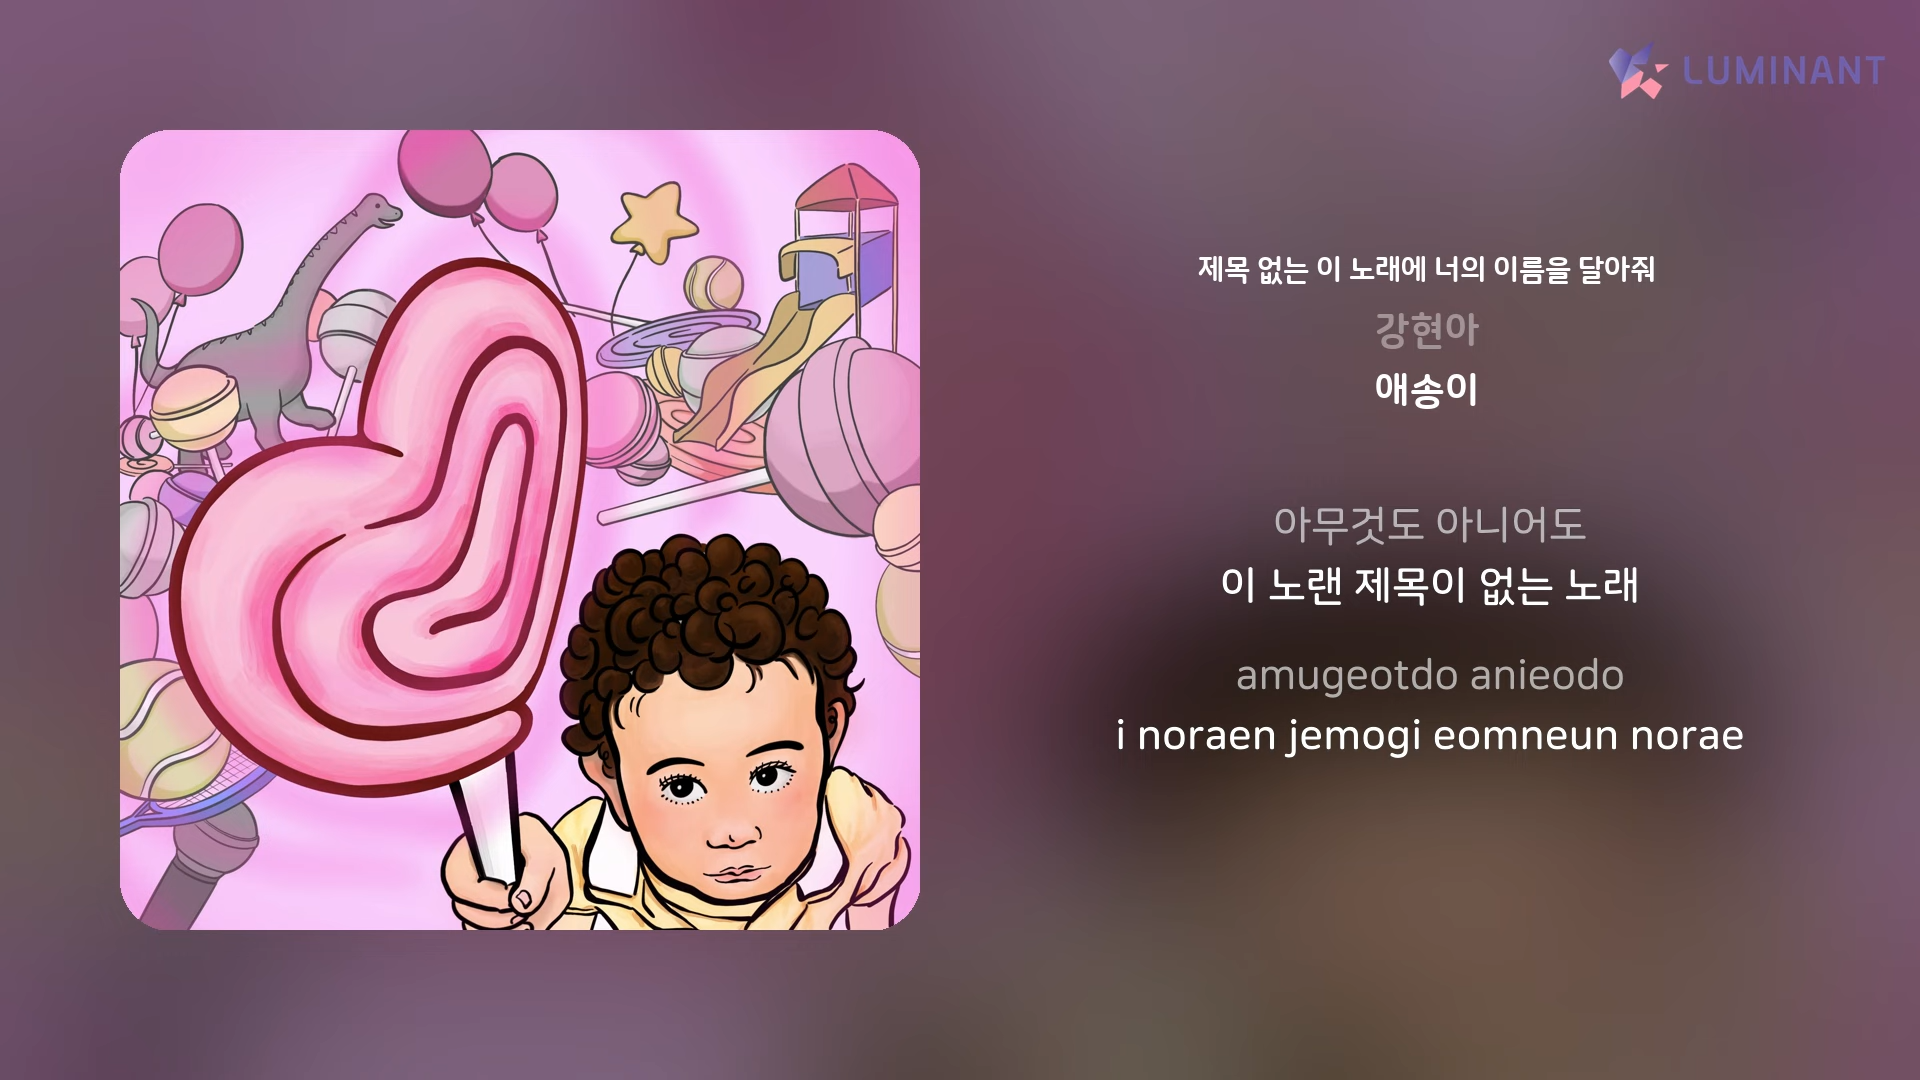 LUMINANT
제목 없는 이 노래에 너의 이름을 달아줘
강현아
애송이
아무것도 아니어도
이 노랜 제목이 없는 노래
amugeotdo anieodo
i noraen jemogi eomneun norae